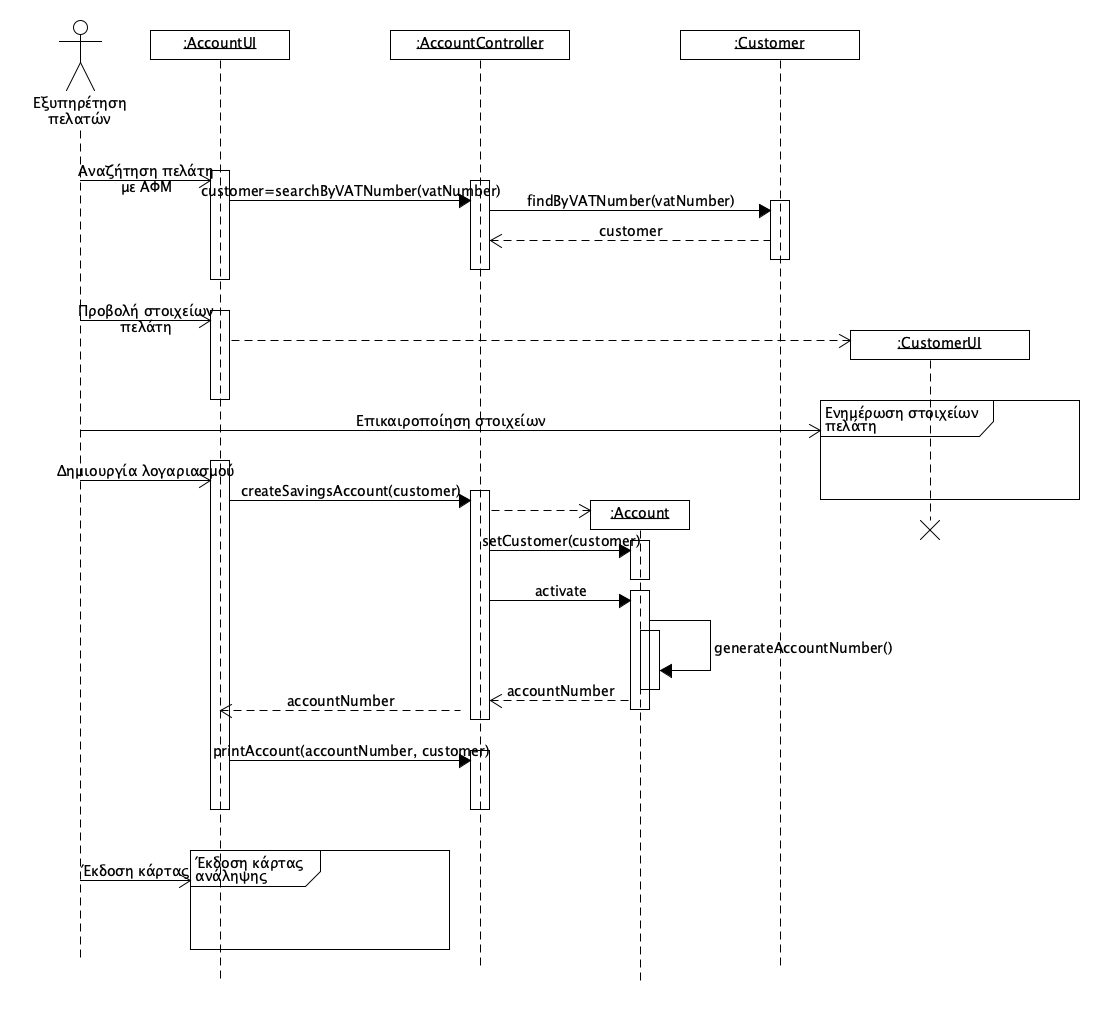 :AccountUI
:AccountController
:Customer
Εξυπηρέτηση
πελατών
Αναζήτηση πελάτη
με ΑΦΜ
customer=searchByVATNumber(vatNumber)
findByVATNumber(vatNumber)
customer
Προβολή στοιχείων
πελάτη
:CustomerUI
Επικαιροποίηση στοιχείων
Ενημέρωση στοιχείων
πελάτη
Δημιουργία λογαριασμού
createSavingsAccount(customer)
:Account
setCustomer(customer)
activate
generateAccountNumber()
accountNumber
accountNumber
printAccount(accountNumber, customer)
Έκδοση κάρτας
Έκδοση κάρτας
ανάληψης